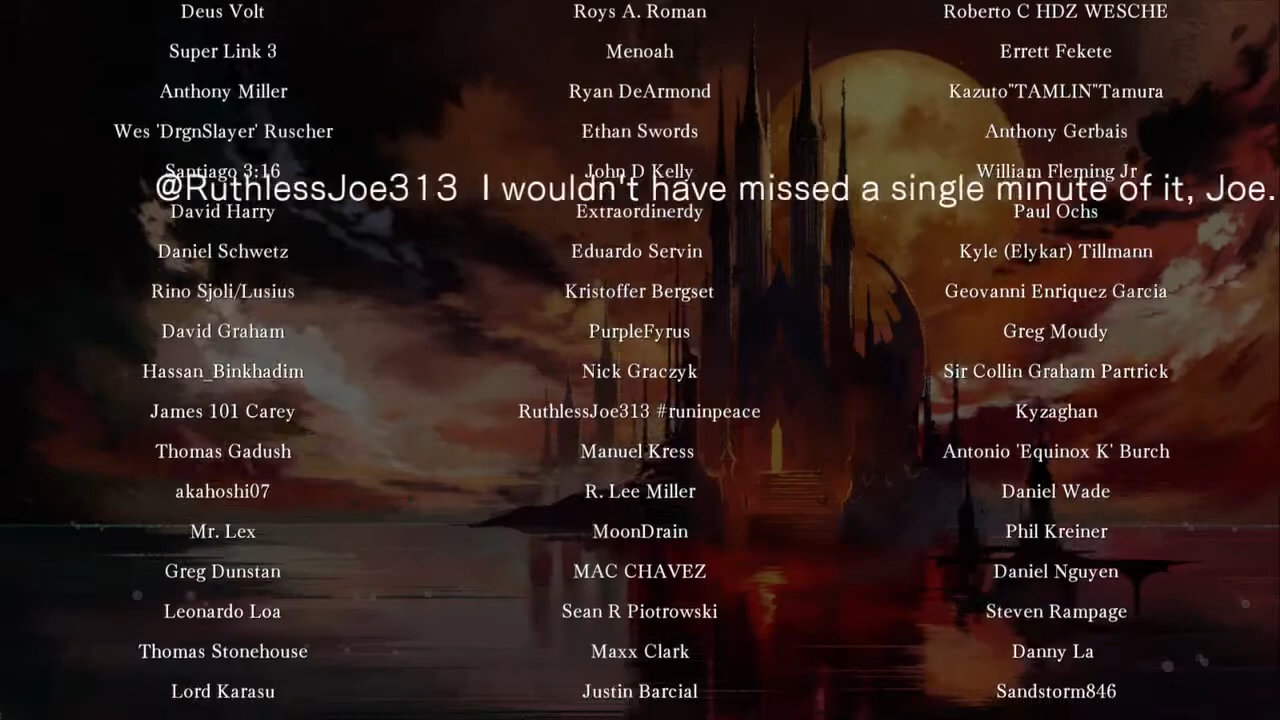 Deus Volt Roys A. Roman Roberto C HDZ WESCHE
Super Link 3 Menoah Errett Fekete
Anthony Miller Ryan DeArmond Kazuto"TAMLIN"Tamura
Wes 'DrgnSlayer' Ruscher Ethan Swords Anthony Gerbais
Santiago 3:16 John D Kelly William Fleming Jr
@RuthlessJoe313 I wouldn't have missed a single minute of it, Joe.
David Harry Extraordinerdy Paul Ochs
Daniel Schwetz Eduardo Servin Kyle (Elykar) Tillmann
Rino Sjoli/Lusius Kristoffer Bergset Geovanni Enriquez Garcia
David Graham PurpleFyrus Greg Moudy
Hassan_Binkhadim Nick Graczyk Sir Collin Graham Partrick
James 101 Carey RuthlessJoe313 #runinpeace Kyzaghan
Thomas Gadush Manuel Kress Antonio 'Equinox K' Burch
akahoshi07 R. Lee Miller Daniel Wade
Mr. Lex MoonDrain Phil Kreiner
Greg Dunstan MAC CHAVEZ Daniel Nguyen
Leonardo Loa Sean R Piotrowski Steven Rampage
Thomas Stonehouse Maxx Clark Danny La
Lord Karasu Justin Barcial Sandstorm846